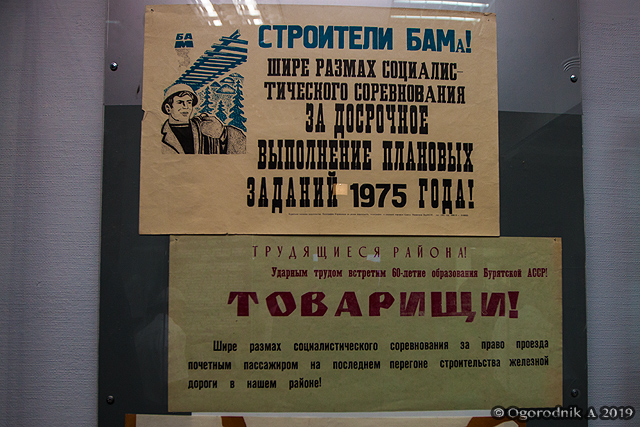 БАМ
СТРОИТЕЛИ БАМа!
ШИРЕ РАЗМАХ СОЦИАЛИС-
ТИЧЕСКОГО СОРЕВНОВАНИЯ
ЗА ДОСРОЧНОЕ
ВЫПОЛНЕНИЕ ПЛАНОВЫХ
ЗАДАНИЙ 1975 ГОДА!
ТРУДЯЩИЕСЯ РАЙОНА!
Ударным трудом встретим 60-летие образования Бурятской АССР!
ТОВАРИЩИ!
Шире размах социалистического соревнования за право проезда
почетным пассажиром на последнем перегоне строительства железной
дороги в нашем районе!
© Ogorodnik A 2019